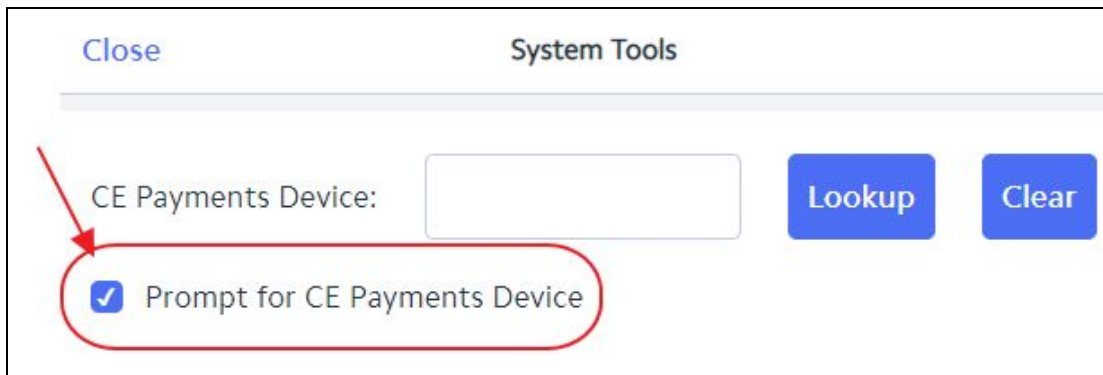 Close System Tools
CE Payments Device: Lookup Clear
Prompt for CE Payments Device